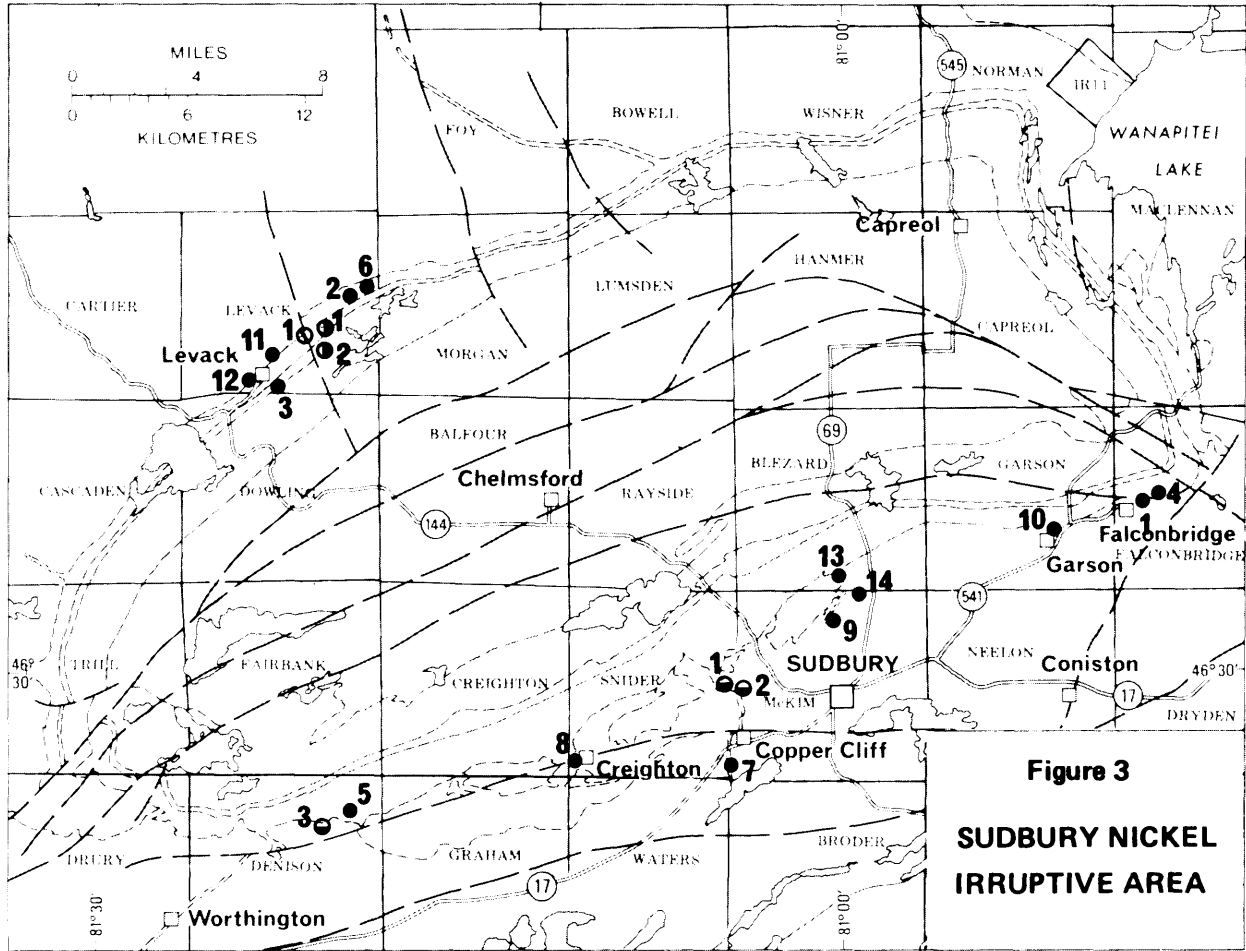 MILES
0 4 8
0 6 12
KILOMETRES
545
81°00'
NORMAN
IR11
FOY
BOWELL
WISNER
WANAPITEI
LAKE
MACLENNAN
Capreol
HANMER
CARTIER
LEVACK
2
6
LUMSDEN
1
1
11
2
Levack
MORGAN
CAPREOL
12
3
69
BALFOUR
BLEZARD
GARSON
CASCADEN
DOWLING
Chelmsford
RAYSIDE
144
4
1
10
Falconbridge
FALCONBRIDGE
Garson
13
14
541
9
46°
30'
TRILL
FAIRBANK
CREIGHTON
SNIDER
1
2
SUDBURY
McKIM
NEELON
Coniston
46°30'
17
DRYDEN
8
Creighton
Copper Cliff
7
3
5
DRURY
DENISON
GRAHAM
WATERS
BRODER
17
81°30'
Worthington
81°00'
Figure 3
SUDBURY NICKEL
IRRUPTIVE AREA